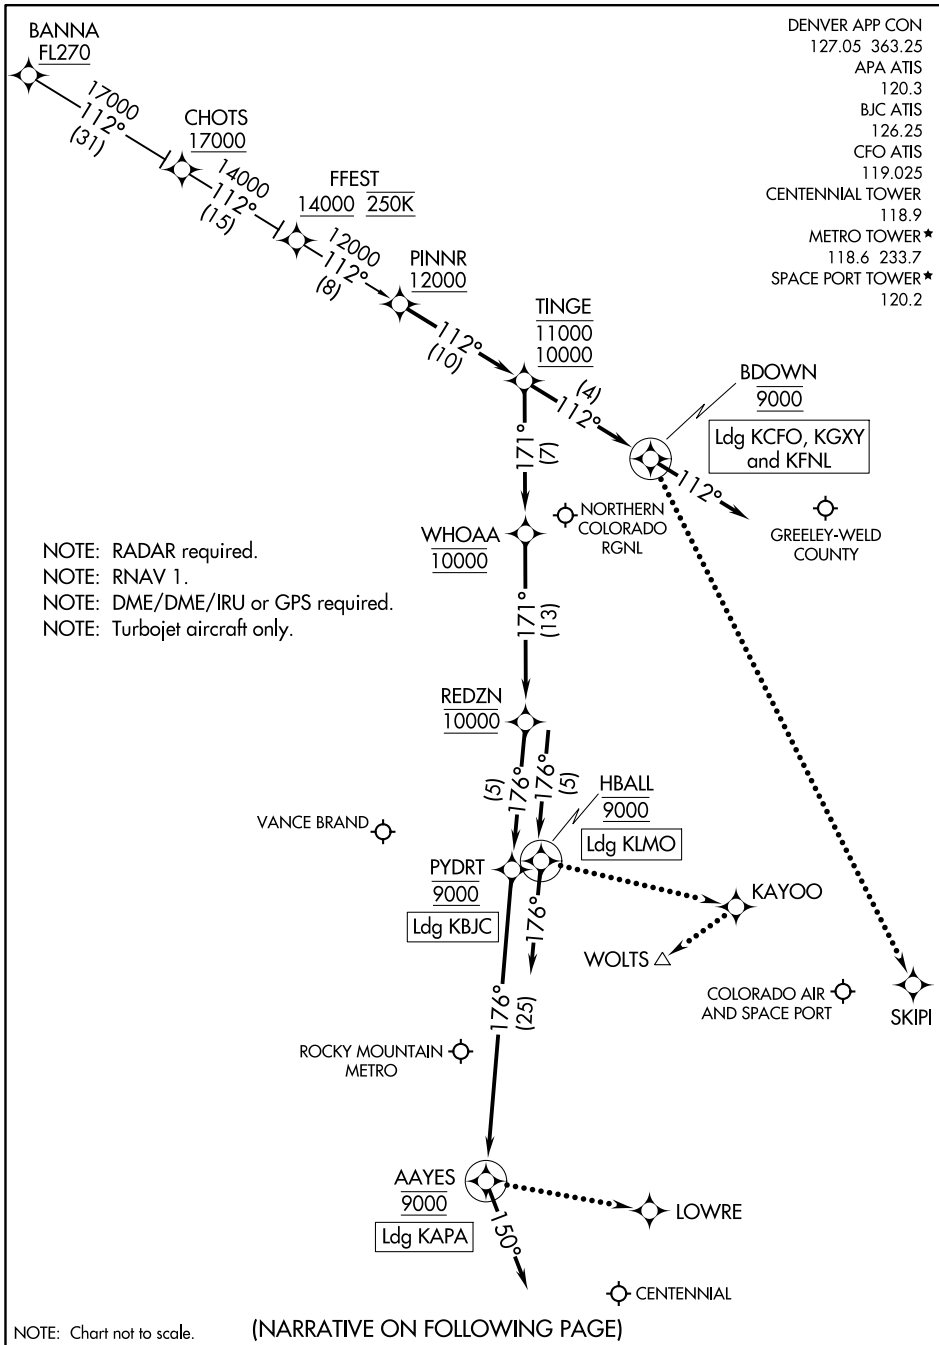 BANNA
FL270
DENVER APP CON
127.05 363.25
APA ATIS
120.3
BJC ATIS
126.25
CFO ATIS
119.025
CENTENNIAL TOWER
118.9
METRO TOWER★
118.6 233.7
SPACE PORT TOWER★
120.2
17000
112°
(31)
CHOTS
17000
14000
112°
(15)
FFEST
14000 250K
12000
112°
(8)
PINNR
12000
112°
(10)
TINGE
11000
10000
(4)
112°
BDOWN
9000
Ldg KCFO, KGXY
and KFNL
112°
171°
(7)
NORTHERN
COLORADO
RGNL
GREELEY-WELD
COUNTY
WHOAA
10000
NOTE: RADAR required.
NOTE: RNAV 1.
NOTE: DME/DME/IRU or GPS required.
NOTE: Turbojet aircraft only.
171°
(13)
REDZN
10000
176°
(5)
176°
(5)
HBALL
9000
Ldg KLMO
VANCE BRAND
PYDRT
9000
Ldg KBJC
176°
KAYOO
WOLTS
COLORADO AIR
AND SPACE PORT
SKIPI
176°
(25)
ROCKY MOUNTAIN
METRO
AAYES
9000
Ldg KAPA
150°
LOWRE
CENTENNIAL
NOTE: Chart not to scale.
(NARRATIVE ON FOLLOWING PAGE)